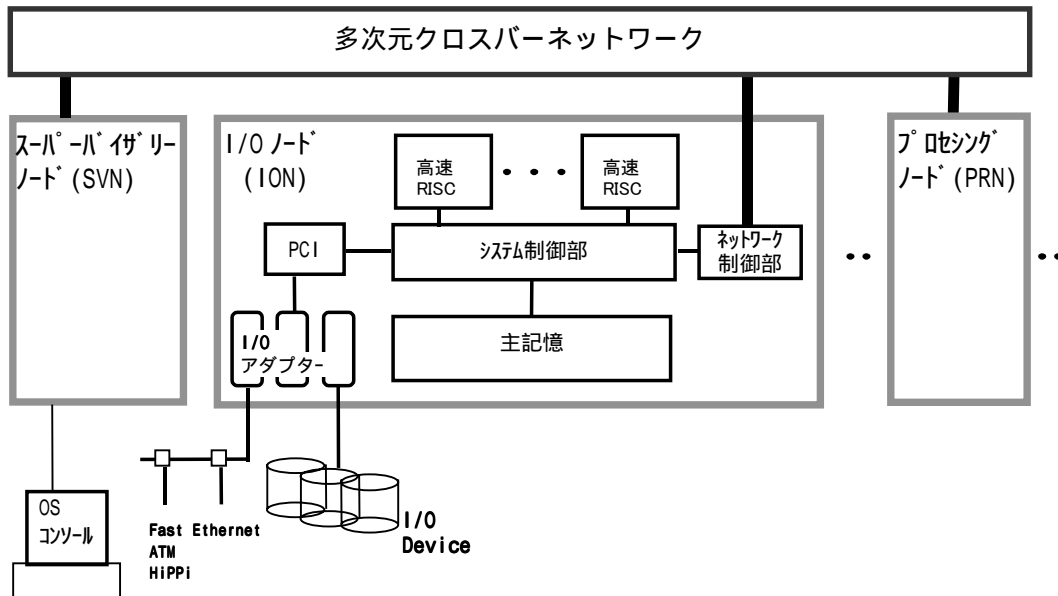 多次元クロスバーネットワーク
スーパーバイザリー
ノード(SVN)
I/Oノード
(ION)
高速
RISC
・・・
高速
RISC
プロセシング
ノード(PRN)
PCI
システム制御部
ネットワーク
制御部
・・
・・
I/O
アダプター
主記憶
OS
コンソール
Fast Ethernet
ATM
HiPPi
I/O
Device